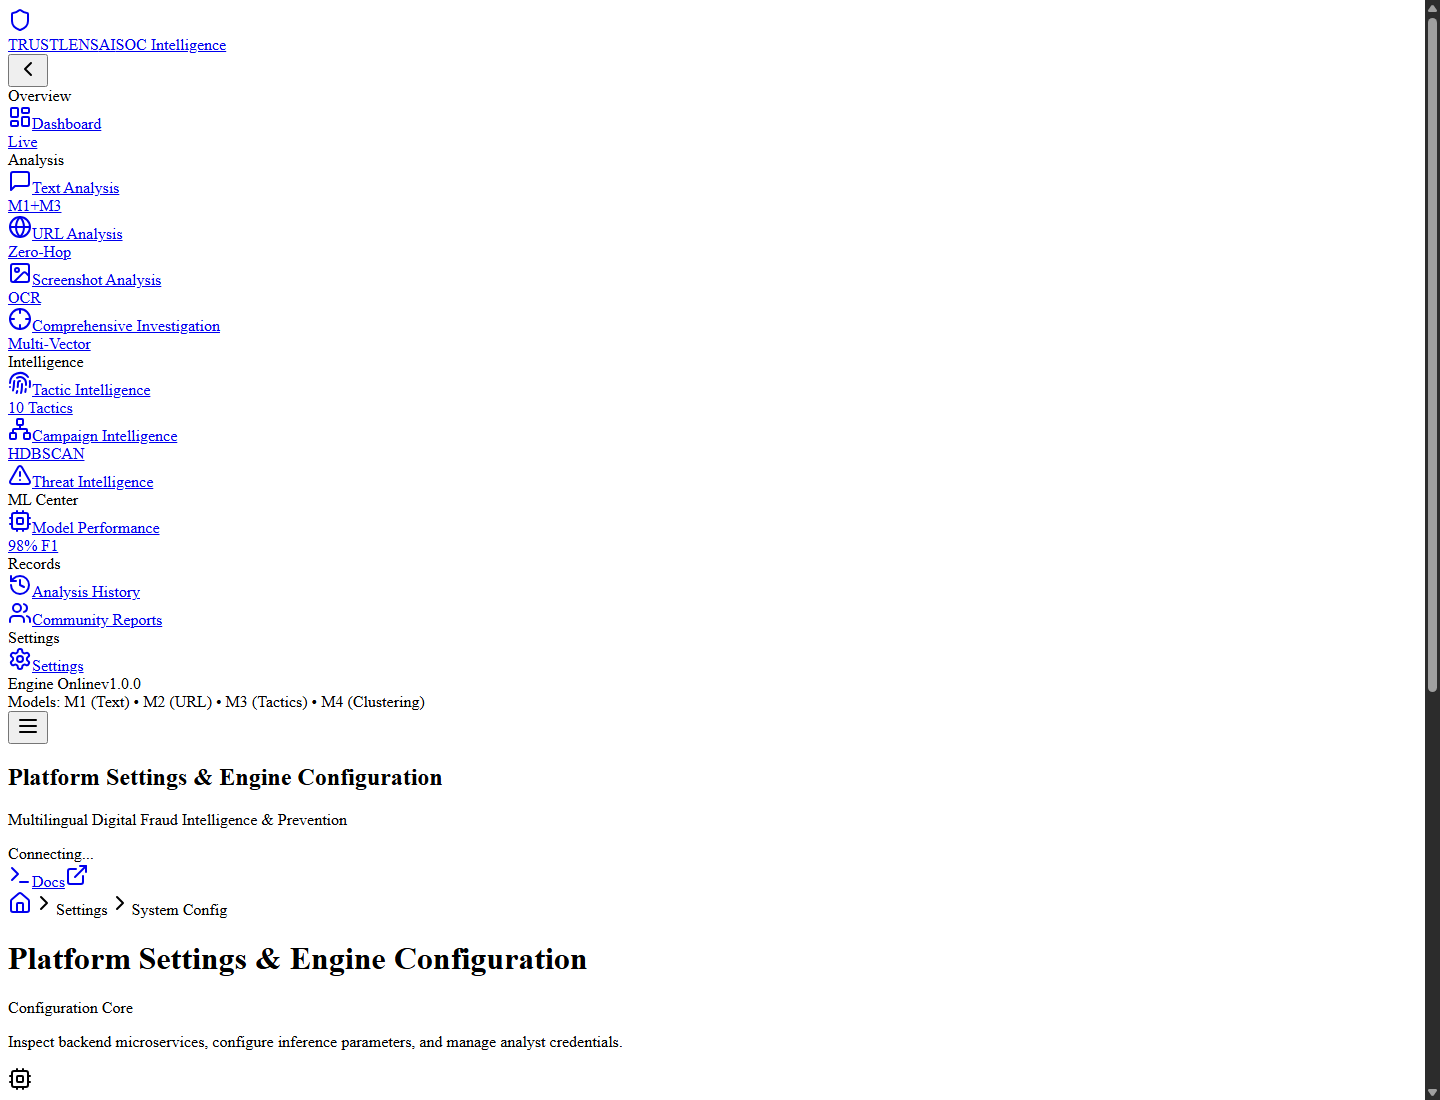 TRUSTLENSAISOC Intelligence
Overview
Dashboard
Live
Analysis
Text Analysis
M1+M3
URL Analysis
Zero-Hop
Screenshot Analysis
OCR
Comprehensive Investigation
Multi-Vector
Intelligence
Tactic Intelligence
10 Tactics
Campaign Intelligence
HDBSCAN
Threat Intelligence
ML Center
Model Performance
98% F1
Records
Analysis History
Community Reports
Settings
Settings
Engine Onlinev1.0.0
Models: M1 (Text) • M2 (URL) • M3 (Tactics) • M4 (Clustering)
Platform Settings & Engine Configuration
Multilingual Digital Fraud Intelligence & Prevention
Connecting...
Docs
Settings System Config
Platform Settings & Engine Configuration
Configuration Core
Inspect backend microservices, configure inference parameters, and manage analyst credentials.